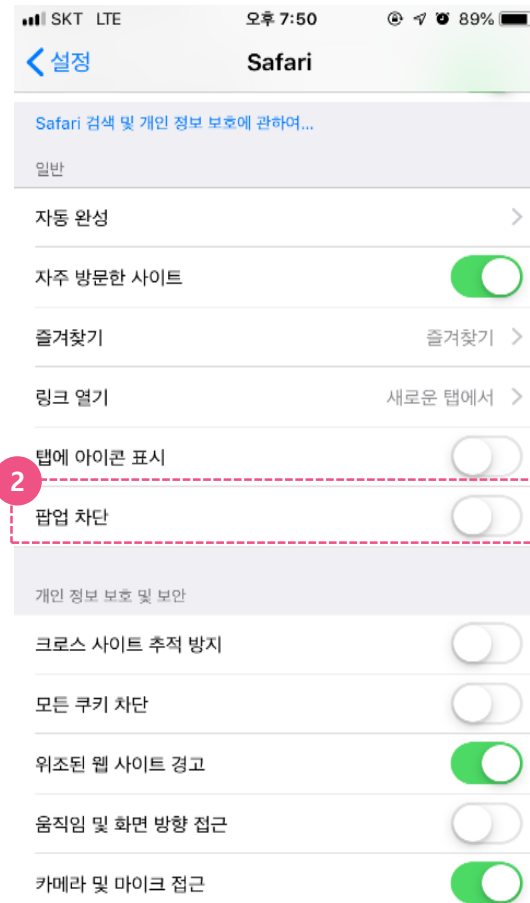 SKT LTE 오후 7:50 89%
설정 Safari
Safari 검색 및 개인 정보 보호에 관하여...
일반
자동 완성
자주 방문한 사이트
즐겨찾기 즐겨찾기
링크 열기 새로운 탭에서
탭에 아이콘 표시
2
팝업 차단
개인 정보 보호 및 보안
크로스 사이트 추적 방지
모든 쿠키 차단
위조된 웹 사이트 경고
움직임 및 화면 방향 접근
카메라 및 마이크 접근